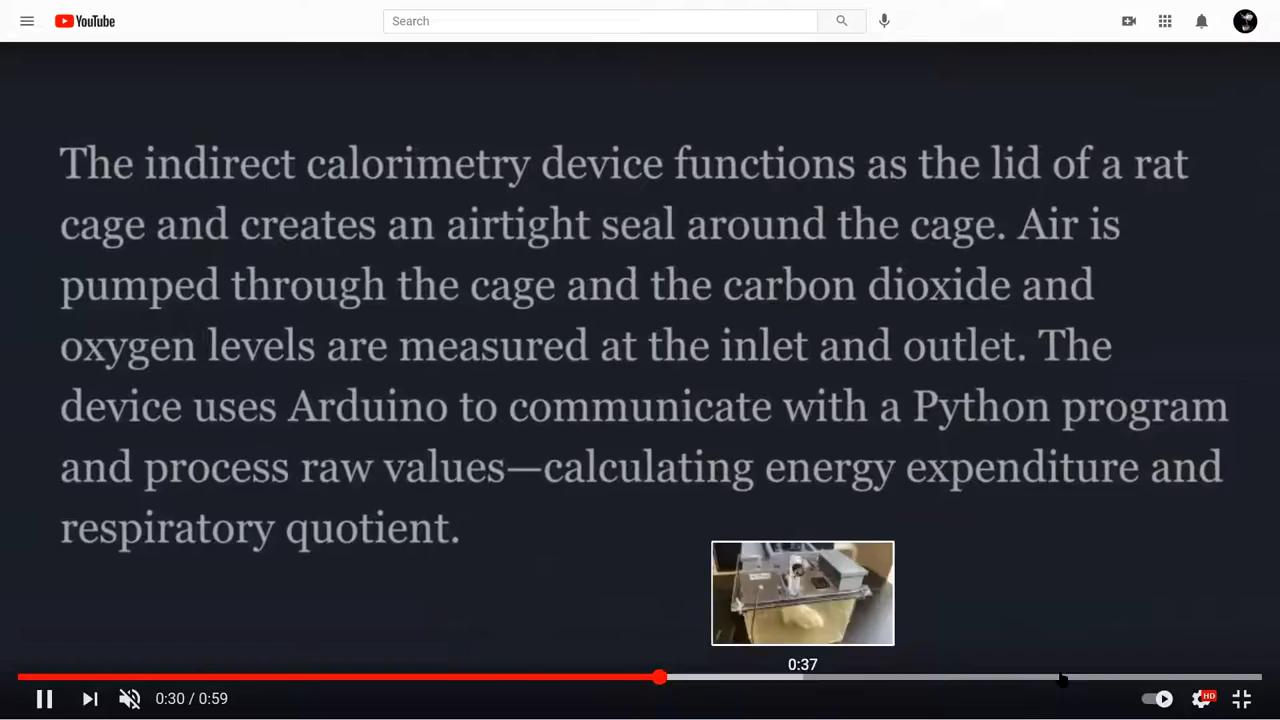 YouTube
Search
The indirect calorimetry device functions as the lid of a rat
cage and creates an airtight seal around the cage. Air is
pumped through the cage and the carbon dioxide and
oxygen levels are measured at the inlet and outlet. The
device uses Arduino to communicate with a Python program
and process raw values—calculating energy expenditure and
respiratory quotient.
0:37
0:30 / 0:59
HD